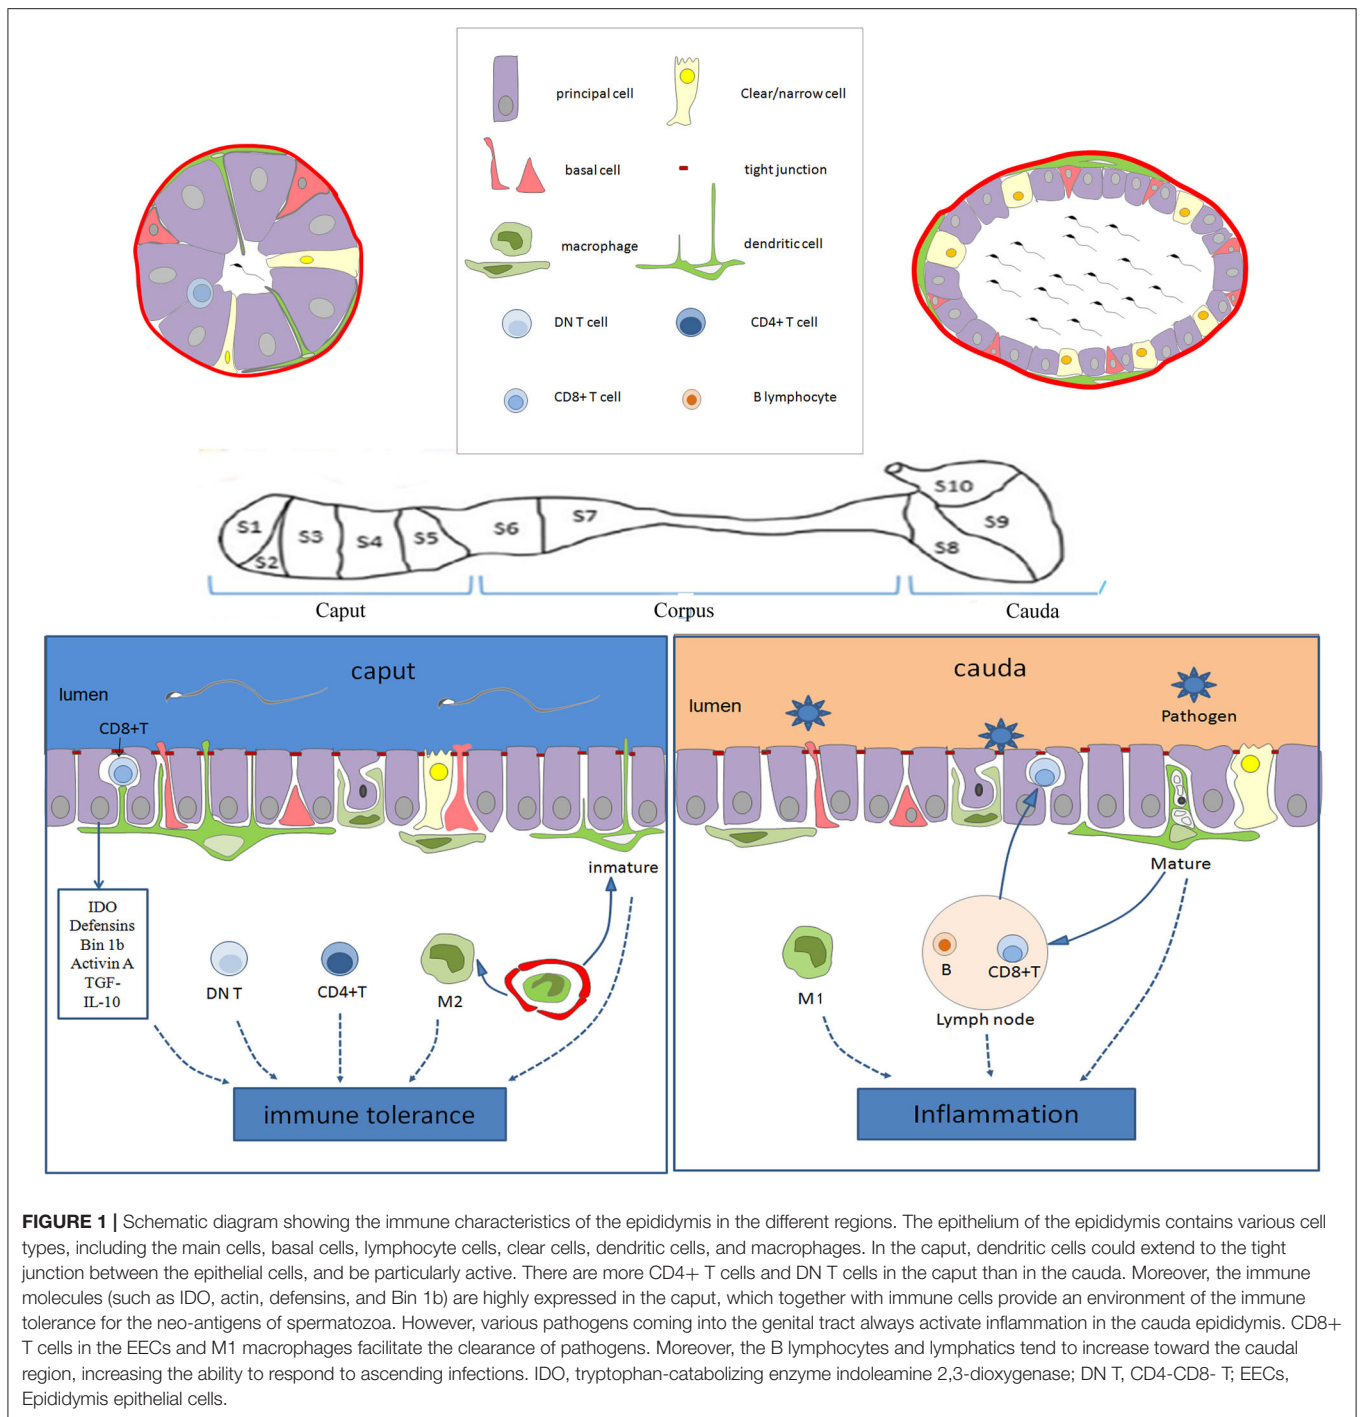 principal cell
Clear/narrow cell
basal cell
tight junction
macrophage
dendritic cell
DN T cell
CD4+ T cell
CD8+ T cell
B lymphocyte
S1
S2
S3
S4
S5
S6
S7
S8
S9
S10
Caput
Corpus
Cauda
caput
lumen
CD8+T
inmature
IDO
Defensins
Bin 1b
Activin A
TGF-
IL-10
DN T
CD4+T
M2
immune tolerance
cauda
lumen
Pathogen
Mature
M1
B
CD8+T
Lymph node
Inflammation
FIGURE 1 | Schematic diagram showing the immune characteristics of the epididymis in the different regions. The epithelium of the epididymis contains various cell
types, including the main cells, basal cells, lymphocyte cells, clear cells, dendritic cells, and macrophages. In the caput, dendritic cells could extend to the tight
junction between the epithelial cells, and be particularly active. There are more CD4+ T cells and DN T cells in the caput than in the cauda. Moreover, the immune
molecules (such as IDO, actin, defensins, and Bin 1b) are highly expressed in the caput, which together with immune cells provide an environment of the immune
tolerance for the neo-antigens of spermatozoa. However, various pathogens coming into the genital tract always activate inflammation in the cauda epididymis. CD8+
T cells in the EECs and M1 macrophages facilitate the clearance of pathogens. Moreover, the B lymphocytes and lymphatics tend to increase toward the caudal
region, increasing the ability to respond to ascending infections. IDO, tryptophan-catabolizing enzyme indoleamine 2,3-dioxygenase; DN T, CD4-CD8- T; EECs,
Epididymis epithelial cells.